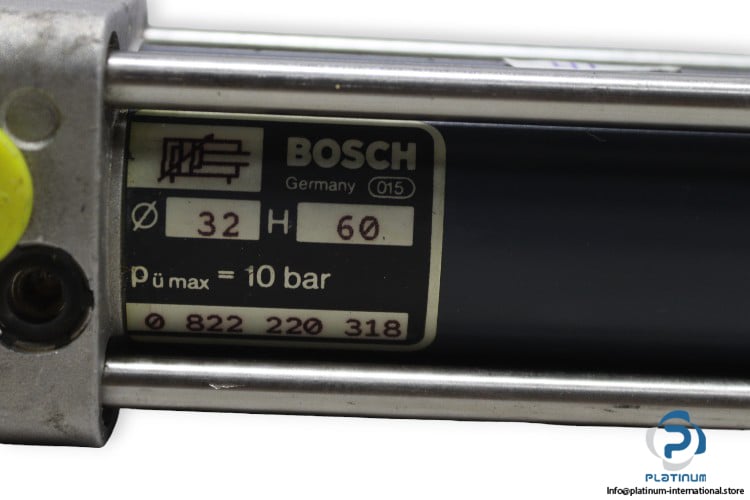 BOSCH
Germany 015
Ø 32 H 60
pü max = 10 bar
0 822 220 318
PLATINUM
Info@platinum-international.store